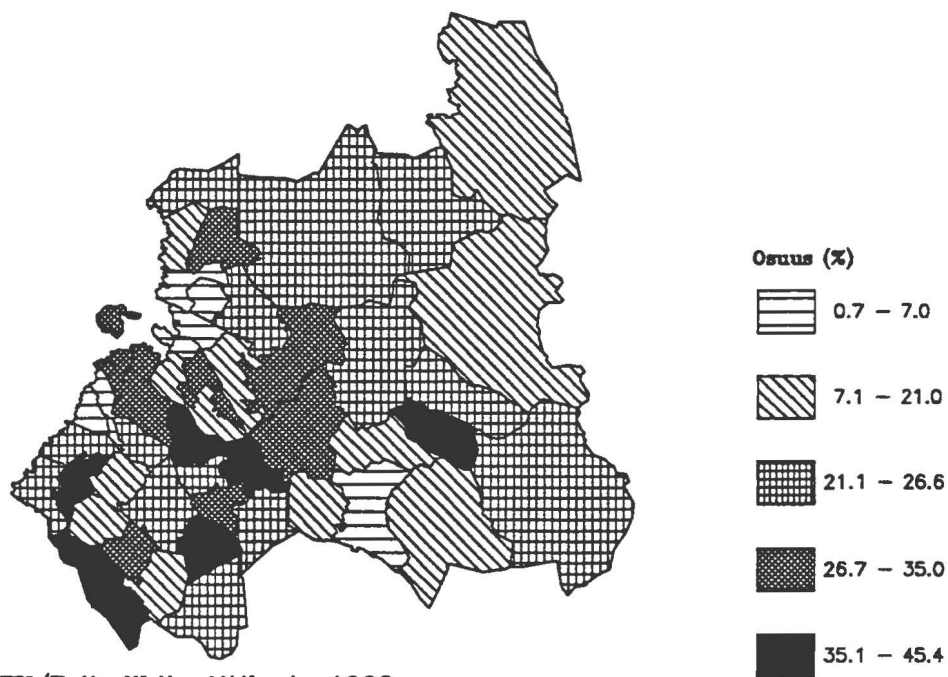 Osuus (%)
0.7 – 7.0
7.1 – 21.0
21.1 – 26.6
26.7 – 35.0
35.1 – 45.4